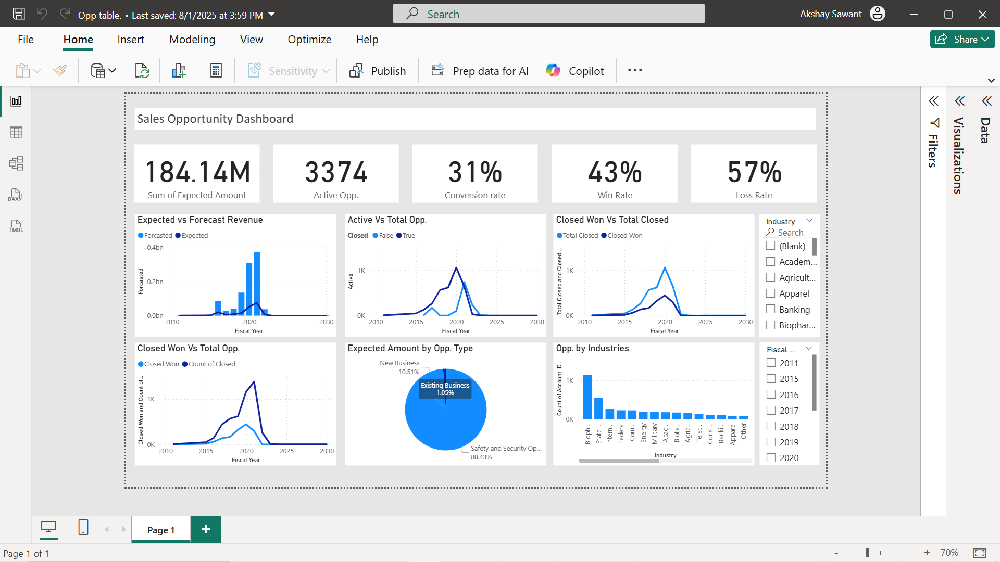 Opp table. • Last saved: 8/1/2025 at 3:59 PM
Search
Akshay Sawant
File
Home
Insert
Modeling
View
Optimize
Help
Share
Sensitivity
Publish
Prep data for AI
Copilot
DAX
TMDL
Filters
Visualizations
Data
Sales Opportunity Dashboard
184.14M
Sum of Expected Amount
3374
Active Opp.
31%
Conversion rate
43%
Win Rate
57%
Loss Rate
Expected vs Forecast Revenue
Forcasted Expected
Forcasted
0.4bn
0.2bn
0.0bn
2010 2020 2030
Fiscal Year
Active Vs Total Opp.
Closed False True
Active
1K
0K
2010 2015 2020 2025 2030
Fiscal Year
Closed Won Vs Total Closed
Total Closed Closed Won
Total Closed and Closed ...
1K
0K
2010 2015 2020 2025 2030
Fiscal Year
Industry
Search
(Blank)
Academ...
Agricult...
Apparel
Banking
Biophar...
Closed Won Vs Total Opp.
Closed Won Count of Closed
Closed Won and Count of...
1K
0K
2010 2015 2020 2025 2030
Fiscal Year
Expected Amount by Opp. Type
New Business
10.51%
Existing Business
1.05%
Safety and Security Op...
88.43%
Opp. by Industries
Count of Account ID
1K
0K
Bioph...
State ...
Intern...
Federal
Com...
Energy
Military
Acad...
Biote...
Agric...
Telec...
Const...
Banki...
Apparel
Other
Industry
Fiscal ...
2011
2015
2016
2017
2018
2019
2020
Page 1
Page 1 of 1
- + 70%